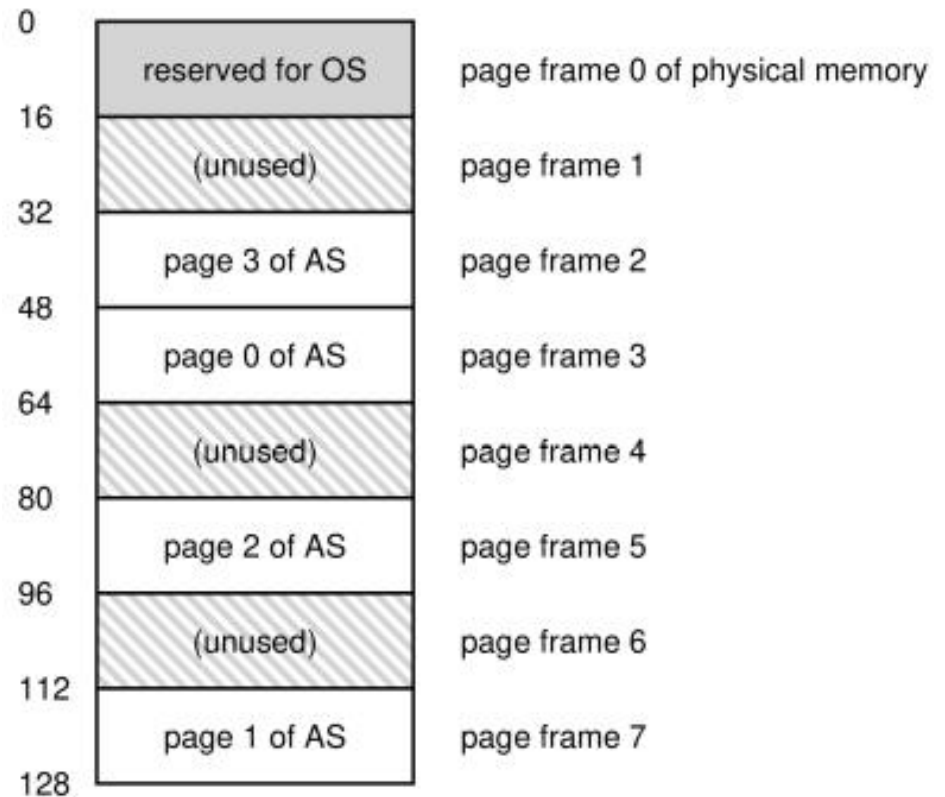 0
reserved for OS page frame 0 of physical memory
16
(unused) page frame 1
32
page 3 of AS page frame 2
48
page 0 of AS page frame 3
64
(unused) page frame 4
80
page 2 of AS page frame 5
96
(unused) page frame 6
112
page 1 of AS page frame 7
128